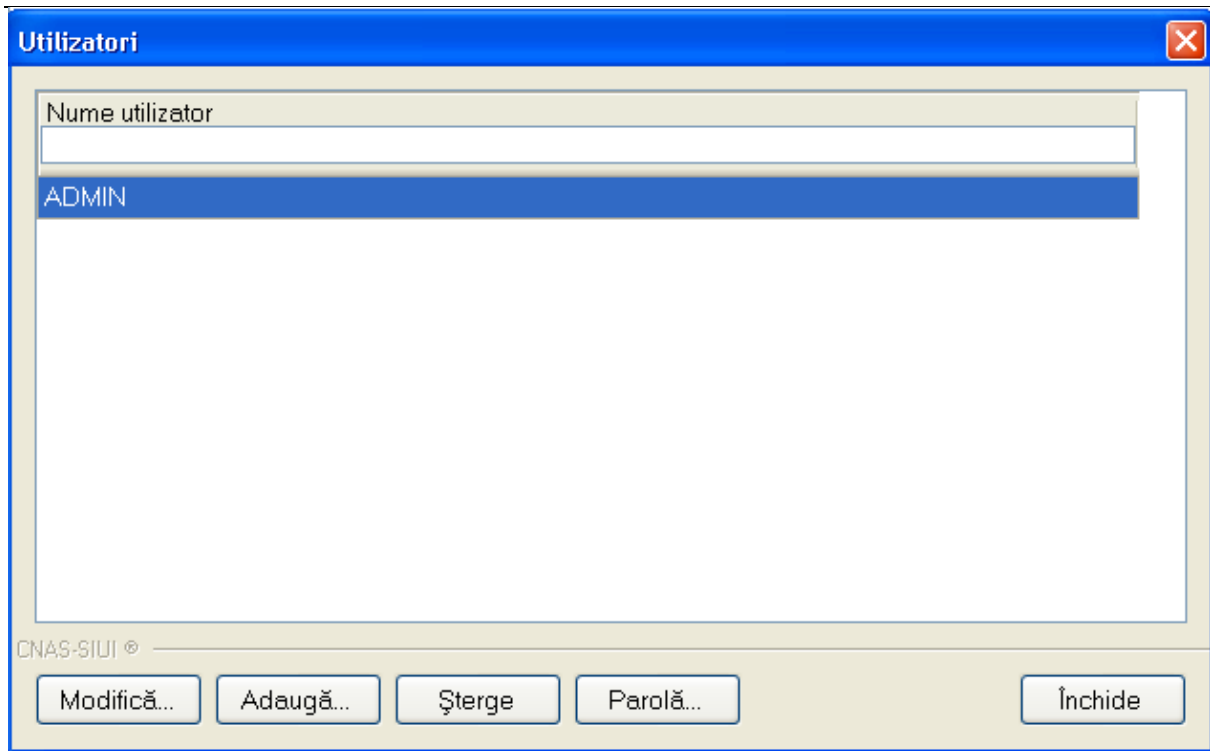 Utilizatori
Nume utilizator
ADMIN
CNAS-SIUI ®
Modifică... Adaugă... Şterge Parolă... Închide